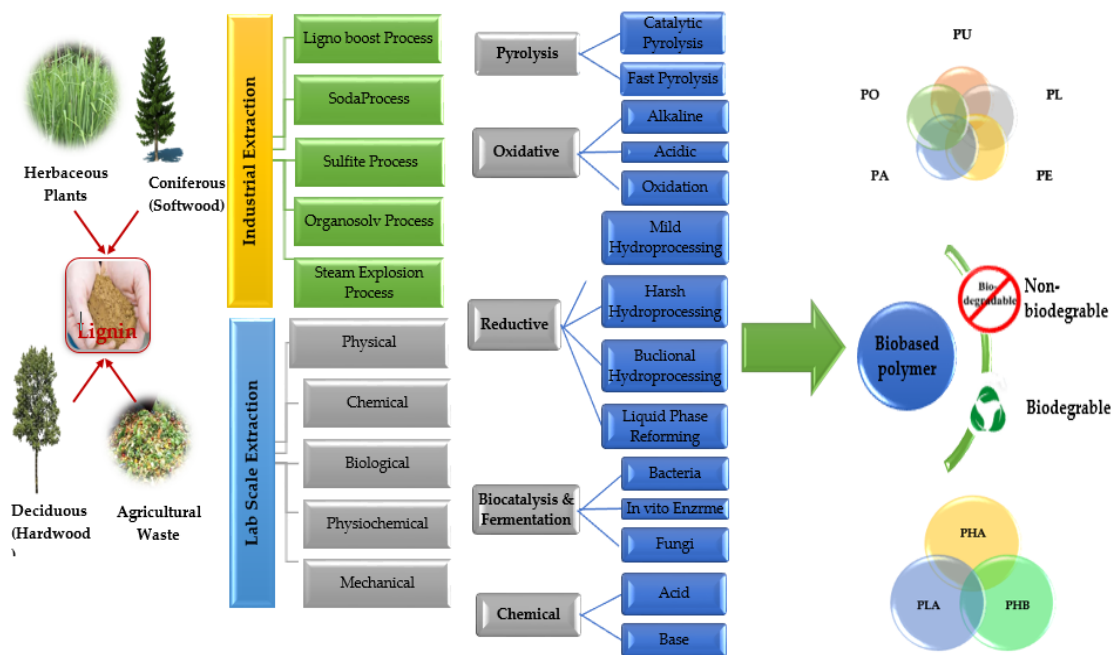 Herbaceous
Plants
Coniferous
(Softwood)
Lignin
Deciduous
(Hardwood
)
Agricultural
Waste
Industrial Extraction
Ligno boost Process
SodaProcess
Sulfite Process
Organosolv Process
Steam Explosion
Process
Lab Scale Extraction
Physical
Chemical
Biological
Physiochemical
Mechanical
Pyrolysis
Catalytic
Pyrolysis
Fast Pyrolysis
Oxidative
Alkaline
Acidic
Oxidation
Reductive
Mild
Hydroprocessing
Harsh
Hydroprocessing
Buclional
Hydroprocessing
Liquid Phase
Reforming
Biocatalysis &
Fermentation
Bacteria
In vito Enzrme
Fungi
Chemical
Acid
Base
PU
PO
PL
PA
PE
Biobased
polymer
Bio-
degradable
Non-
biodegrable
Biodegrable
PHA
PLA
PHB